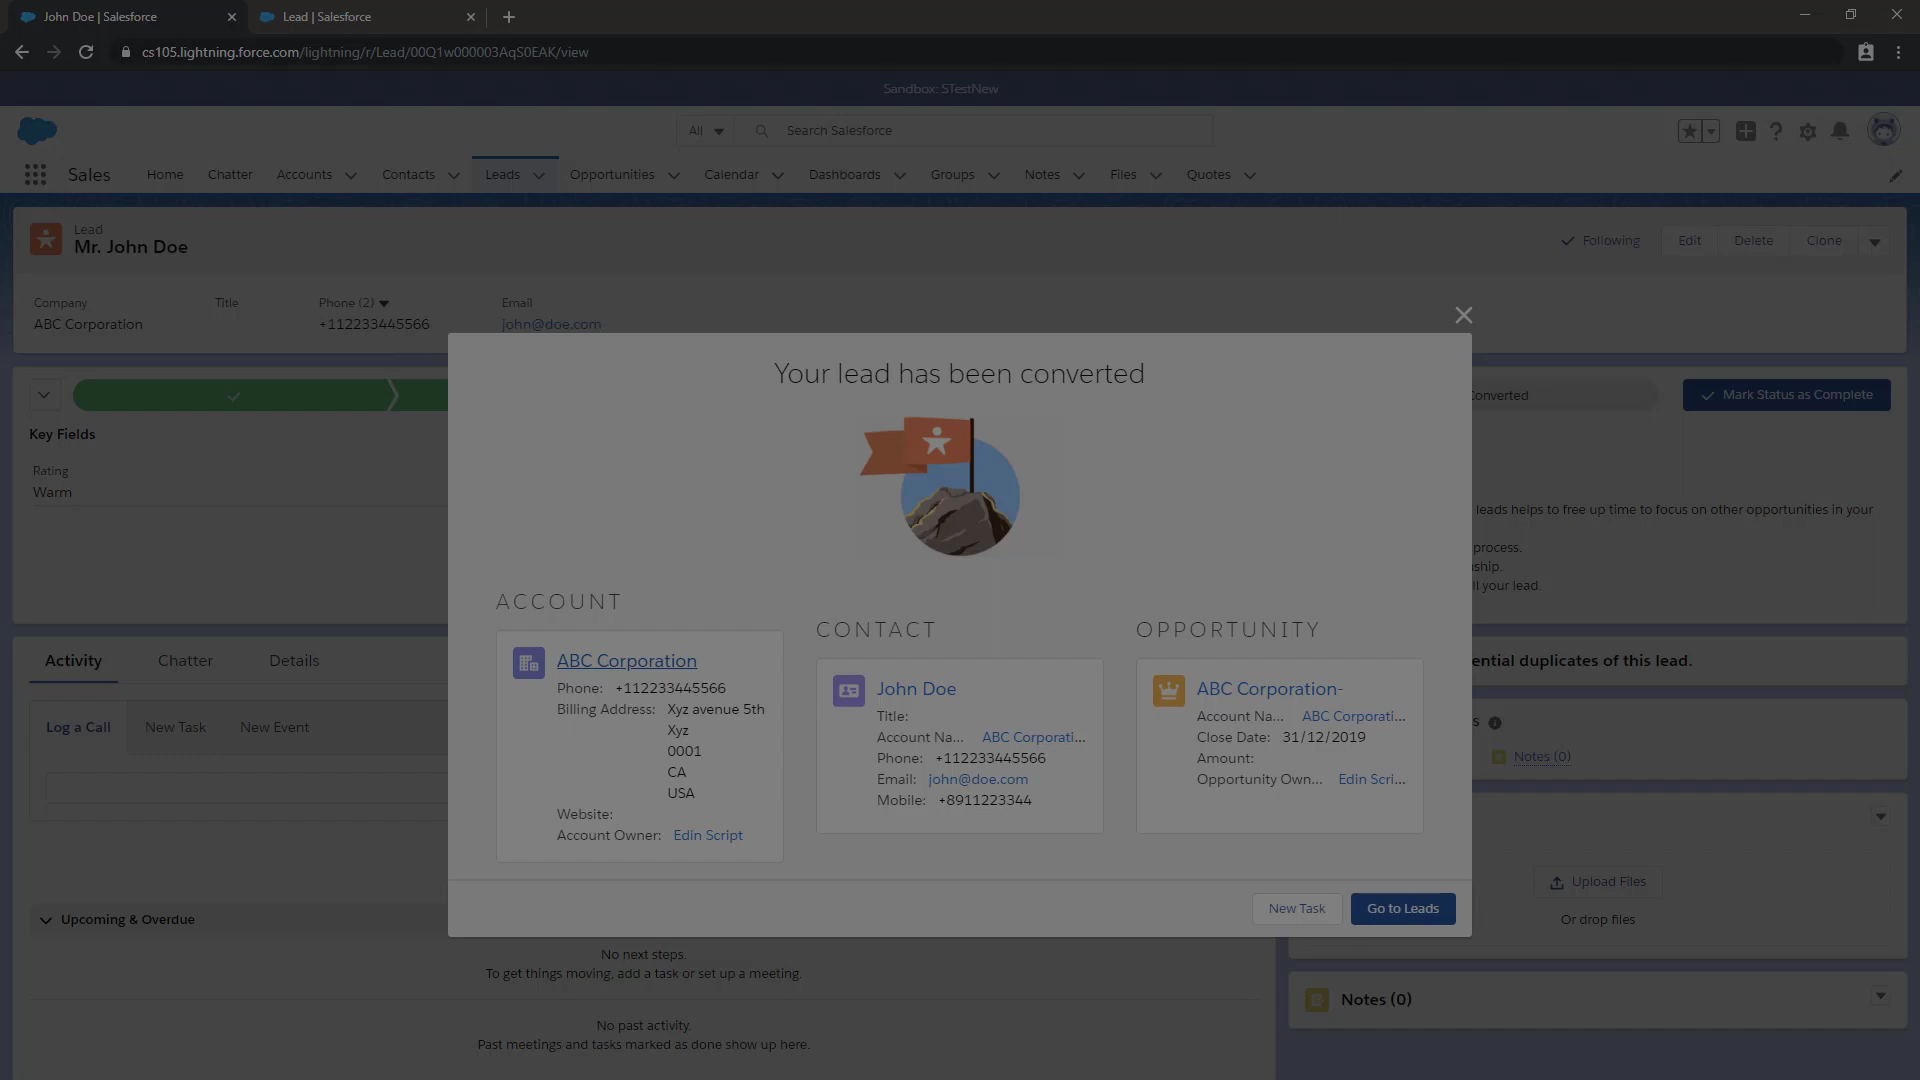 John Doe | Salesforce
Lead | Salesforce
cs105.lightning.force.com/lightning/r/Lead/00Q1w000003AqS0EAK/view
Sandbox: STestNew
All
Search Salesforce
Sales
Home
Chatter
Accounts
Contacts
Leads
Opportunities
Calendar
Dashboards
Groups
Notes
Files
Quotes
Lead
Mr. John Doe
Following
Edit
Delete
Clone
Company
Title
Phone (2)
Email
ABC Corporation
+112233445566
john@doe.com
Converted
Mark Status as Complete
Key Fields
Rating
Warm
leads helps to free up time to focus on other opportunities in your
process.
ship.
ll your lead.
Your lead has been converted
ACCOUNT
ABC Corporation
Phone: +112233445566
Billing Address: Xyz avenue 5th
Xyz
0001
CA
USA
Website:
Account Owner: Edin Script
CONTACT
John Doe
Title:
Account Na... ABC Corporati...
Phone: +112233445566
Email: john@doe.com
Mobile: +8911223344
OPPORTUNITY
ABC Corporation-
Account Na... ABC Corporati...
Close Date: 31/12/2019
Amount:
Opportunity Own... Edin Scri...
New Task
Go to Leads
Activity
Chatter
Details
Log a Call
New Task
New Event
Upcoming & Overdue
No next steps.
To get things moving, add a task or set up a meeting.
No past activity.
Past meetings and tasks marked as done show up here.
ential duplicates of this lead.
s
Notes (0)
Upload Files
Or drop files
Notes (0)